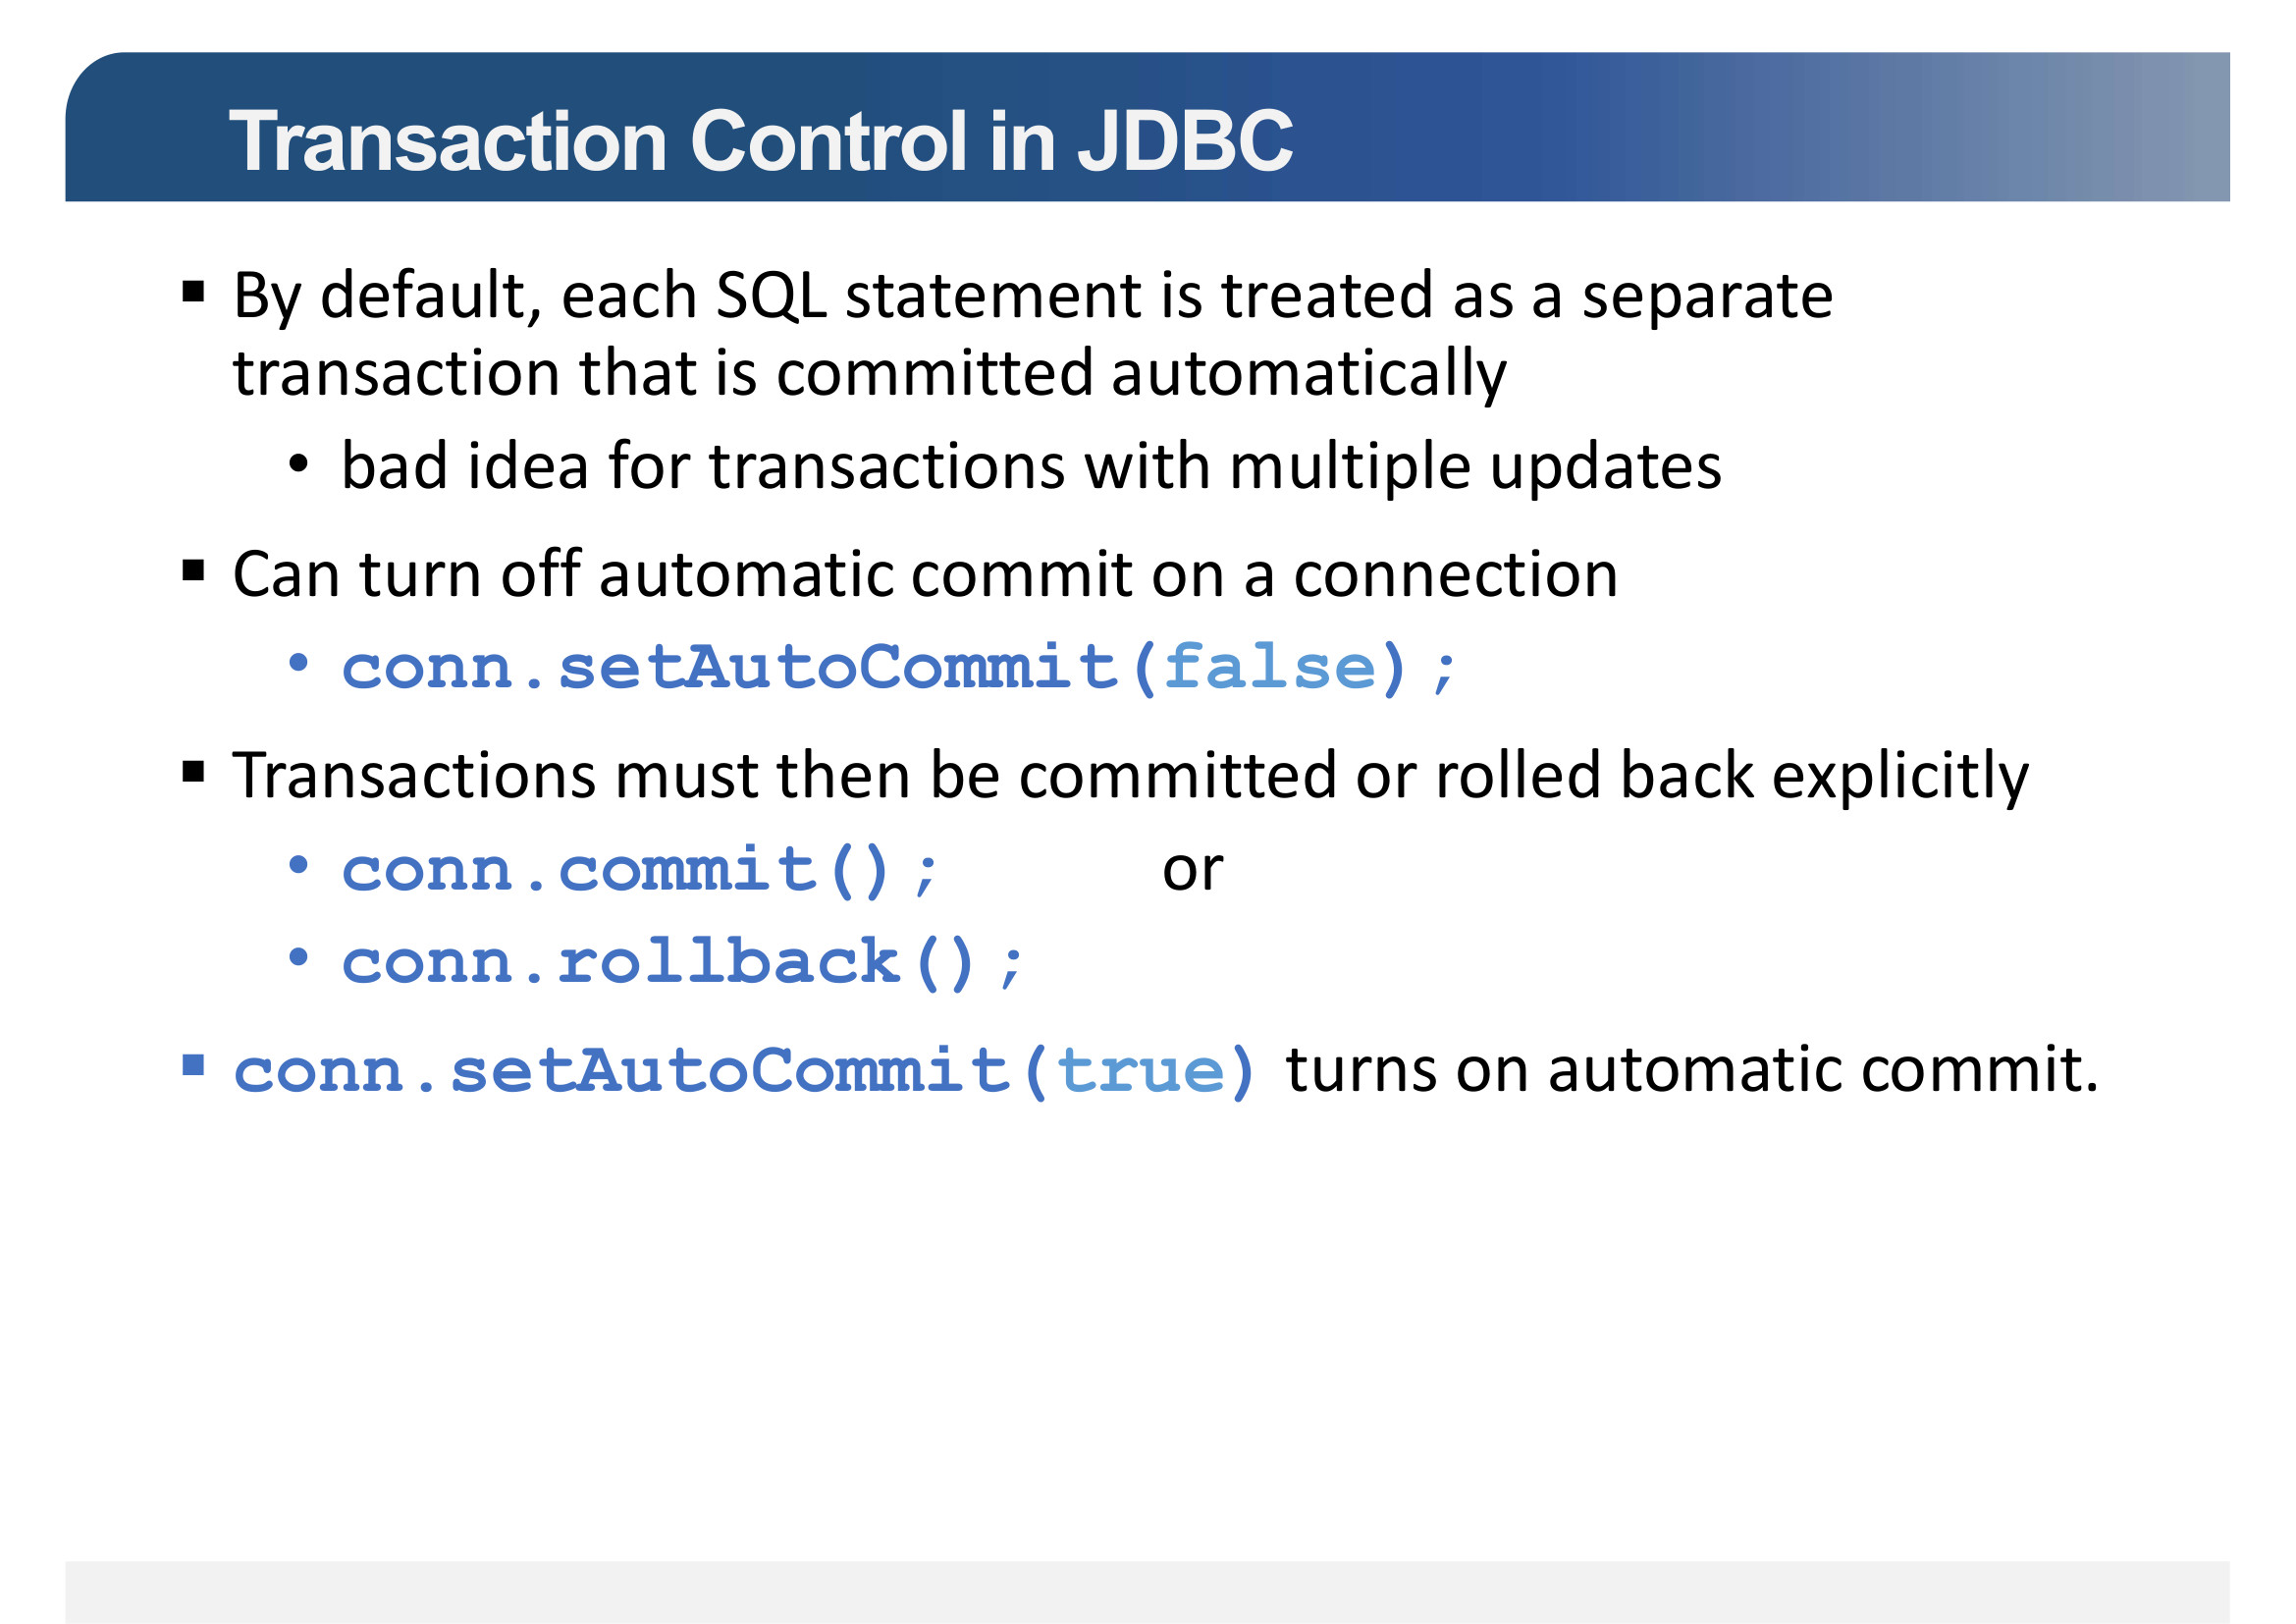 Transaction Control in JDBC
▪ By default, each SQL statement is treated as a separate
transaction that is committed automatically
• bad idea for transactions with multiple updates
▪ Can turn off automatic commit on a connection
• conn.setAutoCommit(false);
▪ Transactions must then be committed or rolled back explicitly
• conn.commit(); or
• conn.rollback();
▪ conn.setAutoCommit(true) turns on automatic commit.